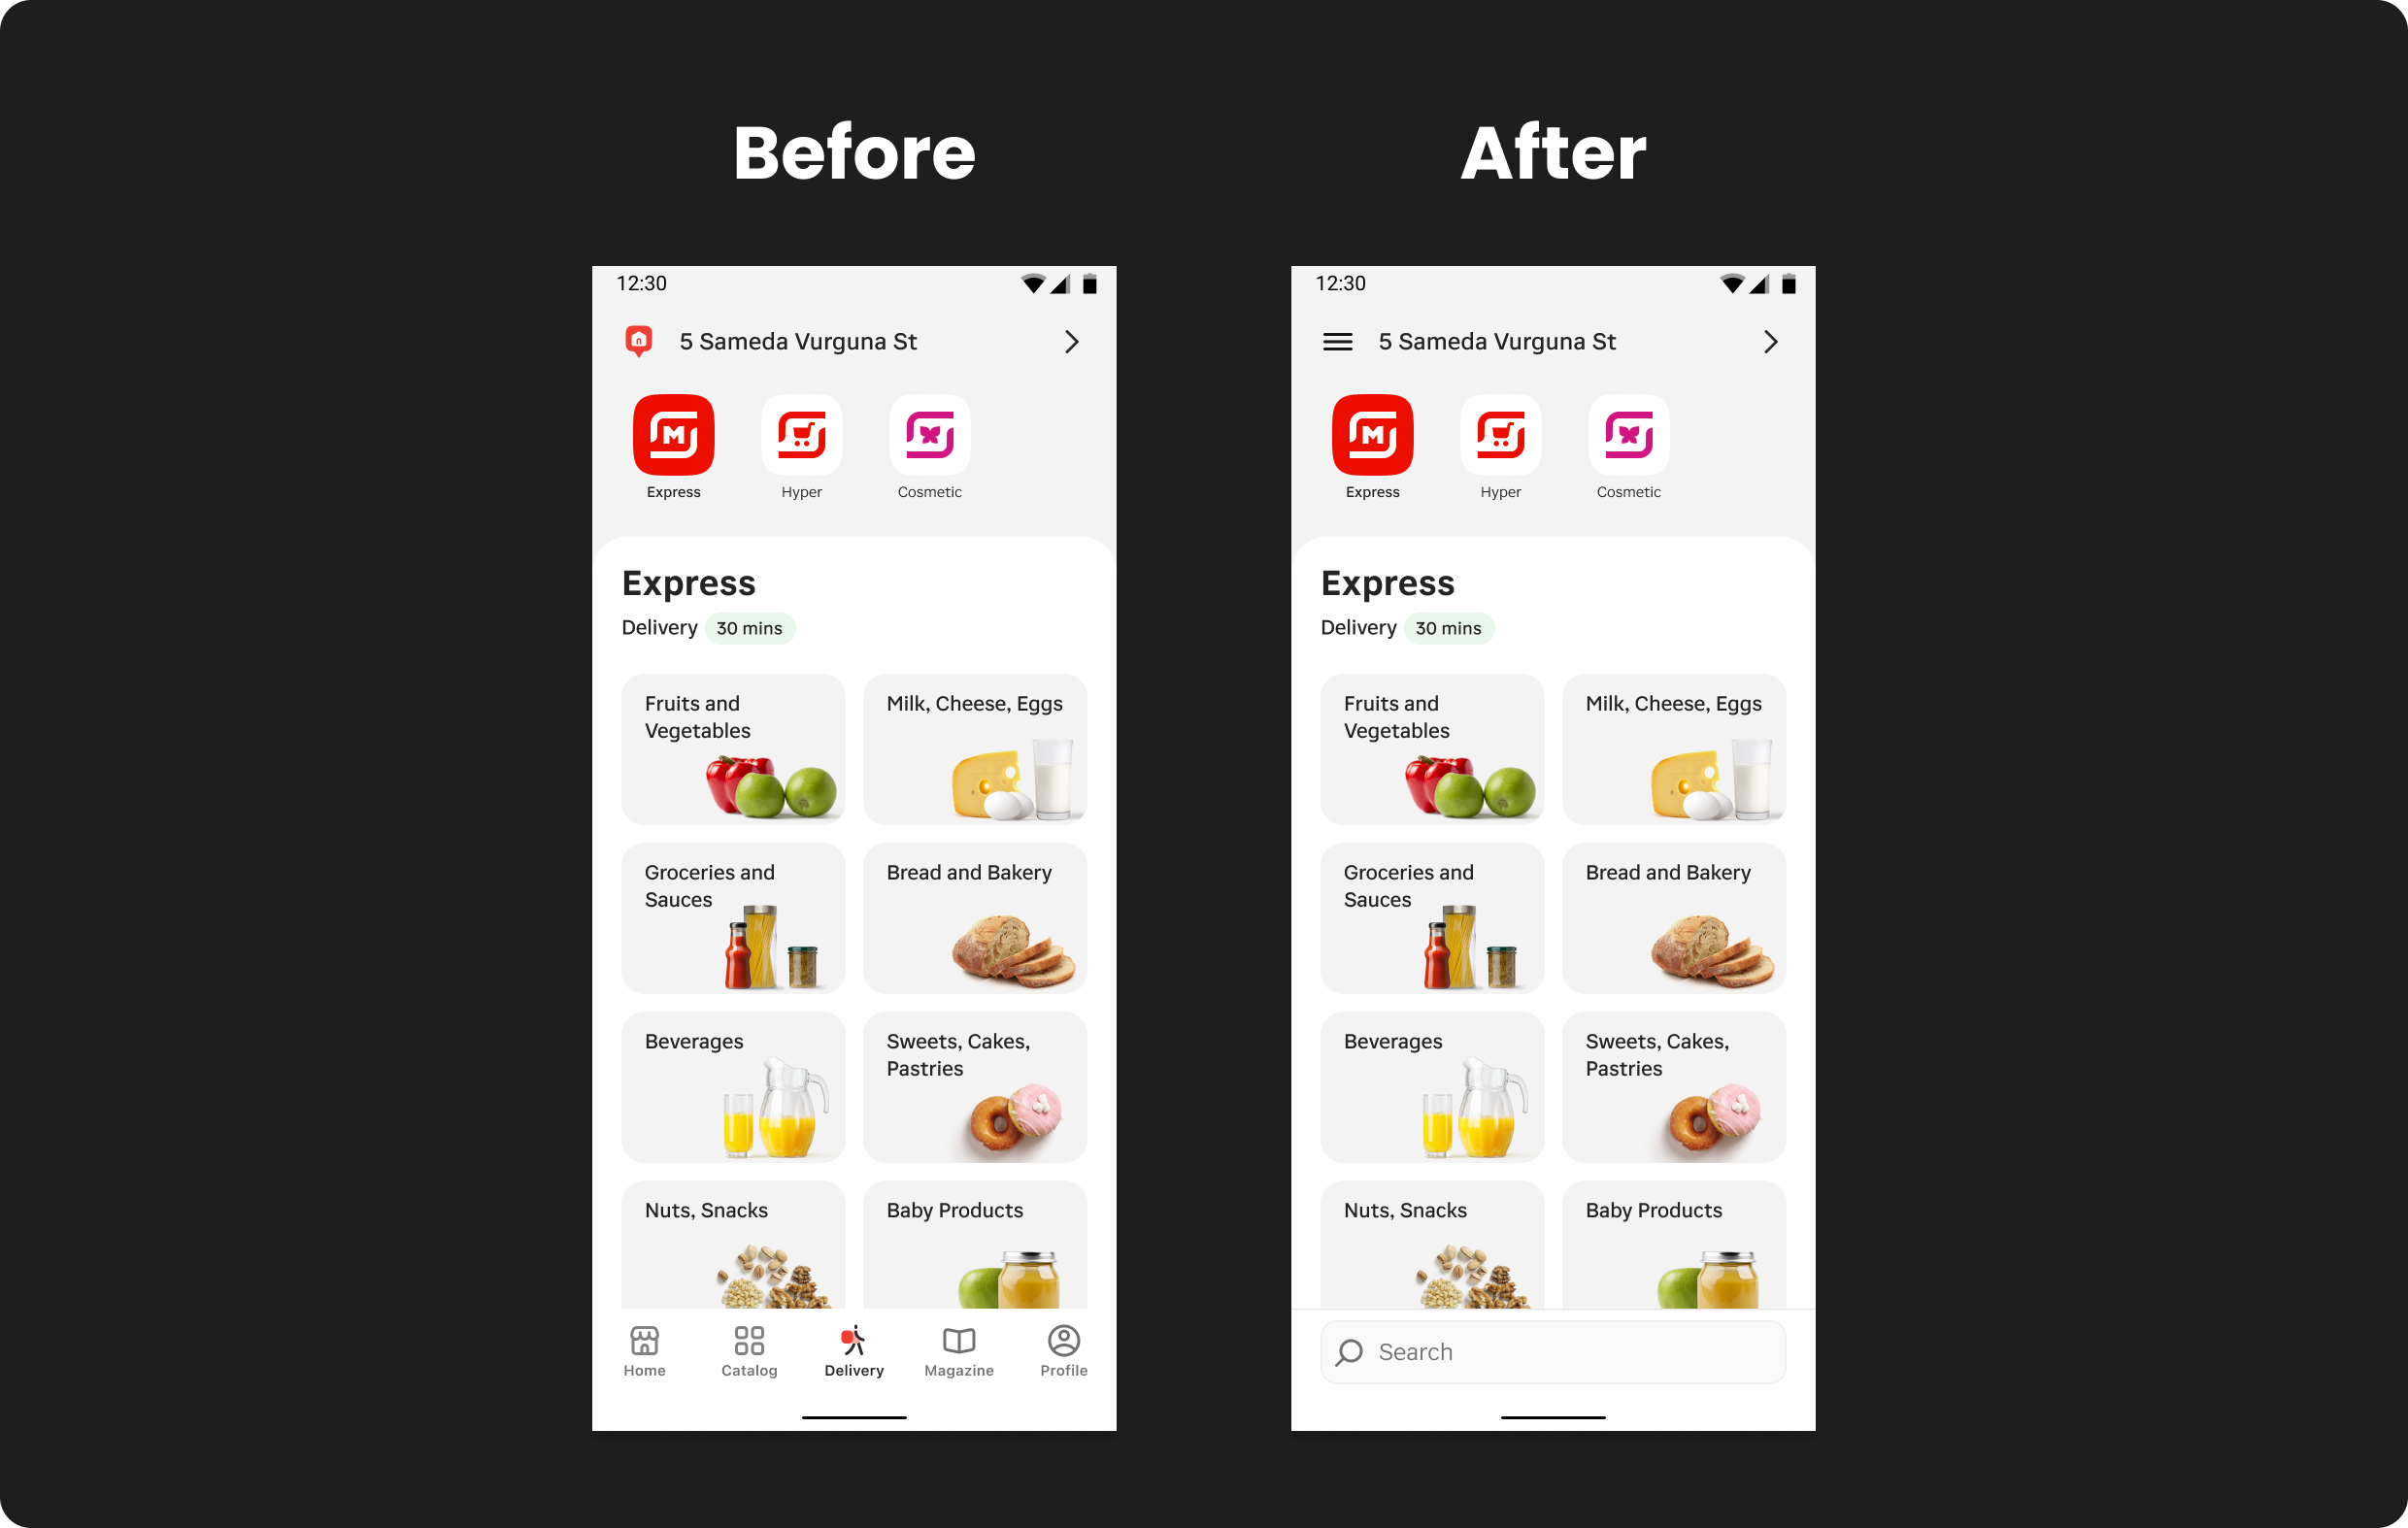 Before
After
12:30
5 Sameda Vurguna St
M
Express
Hyper
Cosmetic
Express
Delivery 30 mins
Fruits and
Vegetables
Milk, Cheese, Eggs
Groceries and
Sauces
Bread and Bakery
Beverages
Sweets, Cakes,
Pastries
Nuts, Snacks
Baby Products
Home
Catalog
Delivery
Magazine
Profile
12:30
5 Sameda Vurguna St
M
Express
Hyper
Cosmetic
Express
Delivery 30 mins
Fruits and
Vegetables
Milk, Cheese, Eggs
Groceries and
Sauces
Bread and Bakery
Beverages
Sweets, Cakes,
Pastries
Nuts, Snacks
Baby Products
Search